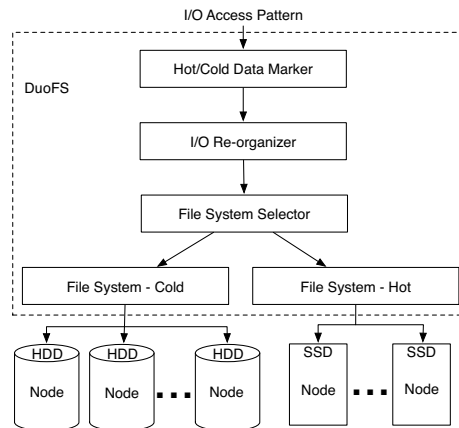 I/O Access Pattern
DuoFS
Hot/Cold Data Marker
I/O Re-organizer
File System Selector
File System - Cold
File System - Hot
HDD
HDD
HDD
SSD
SSD
Node
Node
Node
Node
Node